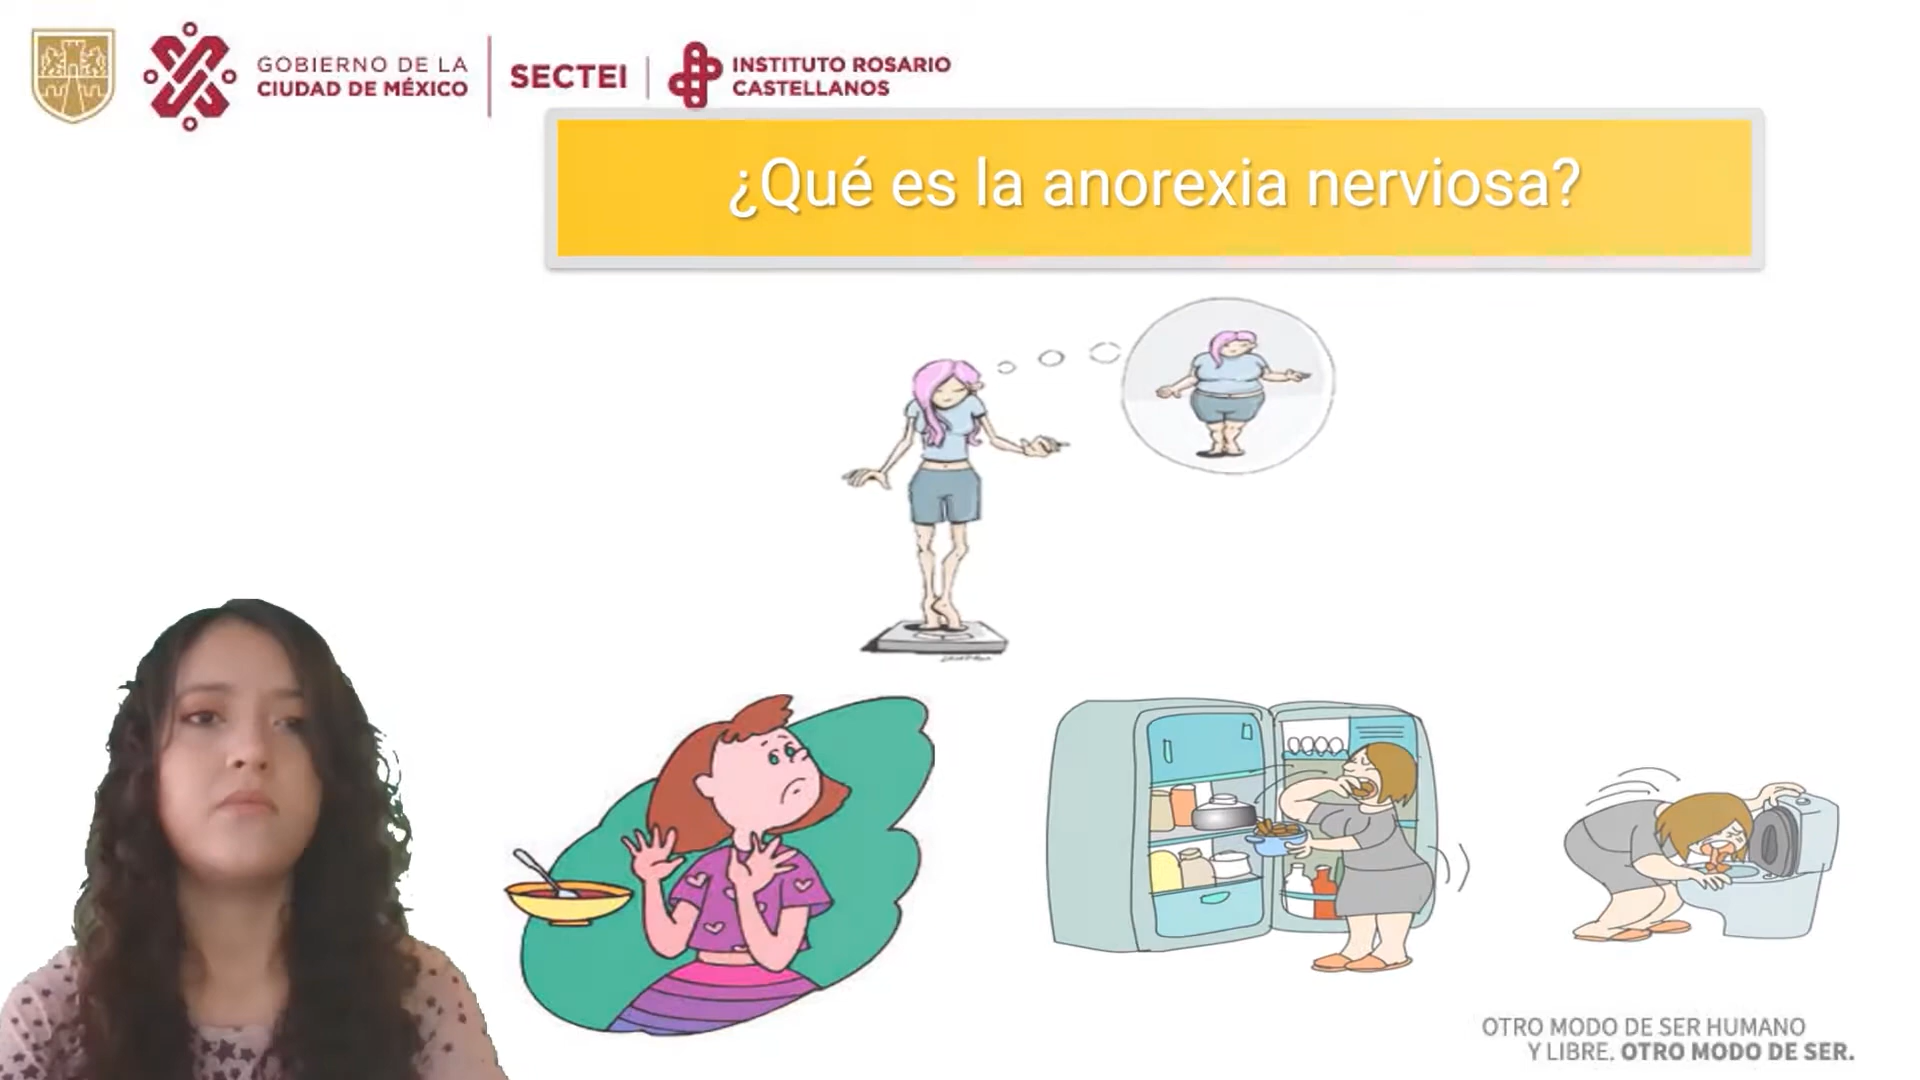 GOBIERNO DE LA
CIUDAD DE MÉXICO
SECTEI
INSTITUTO ROSARIO
CASTELLANOS
¿Qué es la anorexia nerviosa?
OTRO MODO DE SER HUMANO
Y LIBRE. OTRO MODO DE SER.